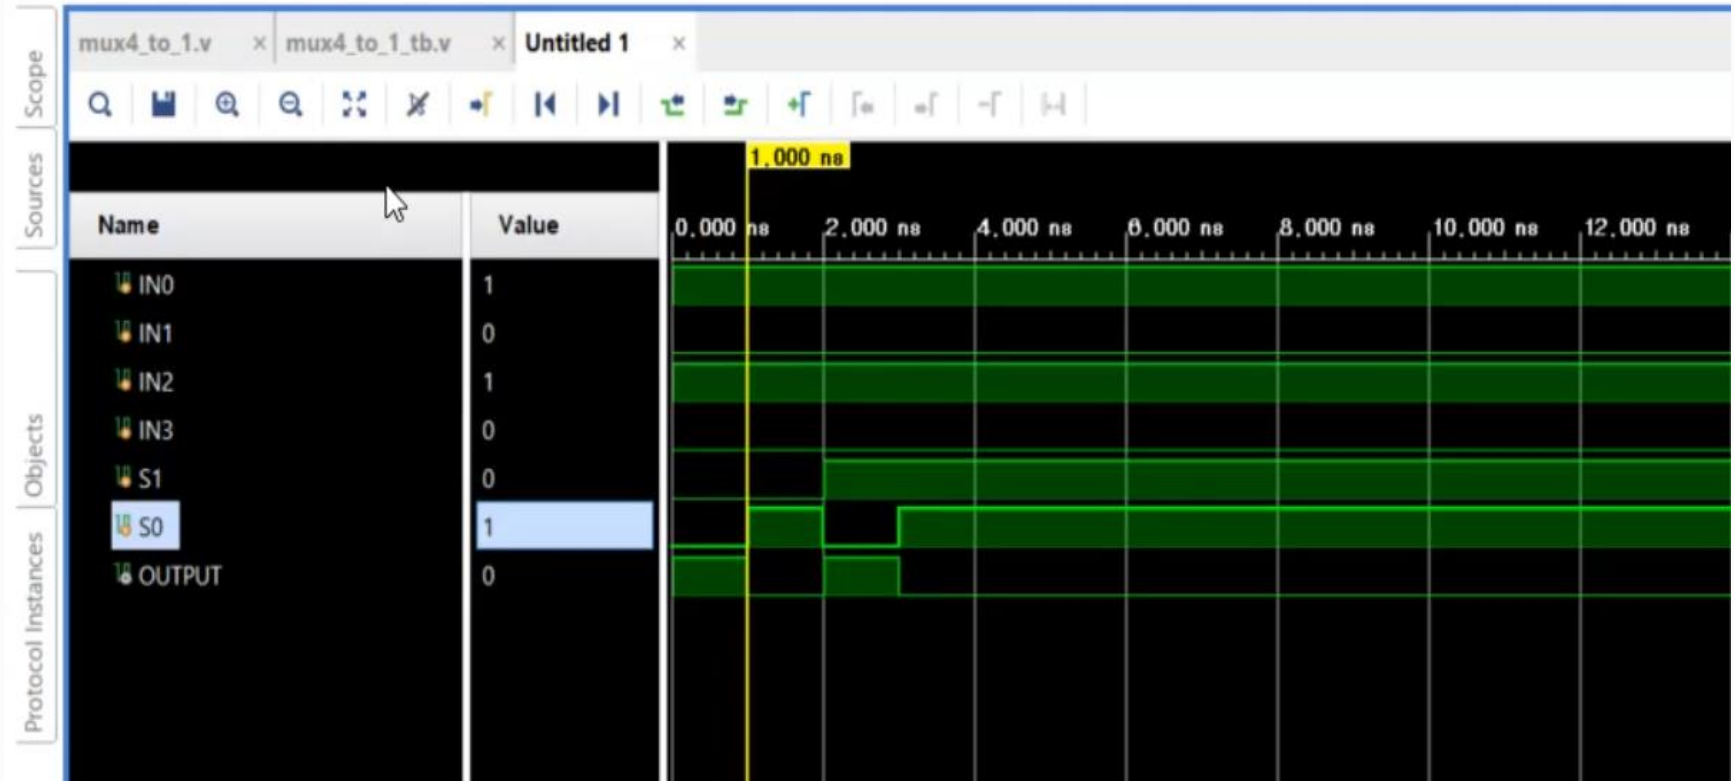 Scope
Sources
Objects
Protocol Instances
mux4_to_1.v × mux4_to_1_tb.v × Untitled 1 ×
1.000 ns
Name Value 0.000 ns 2.000 ns 4.000 ns 6.000 ns 8.000 ns 10.000 ns 12.000 ns
IN0 1
IN1 0
IN2 1
IN3 0
S1 0
S0 1
OUTPUT 0